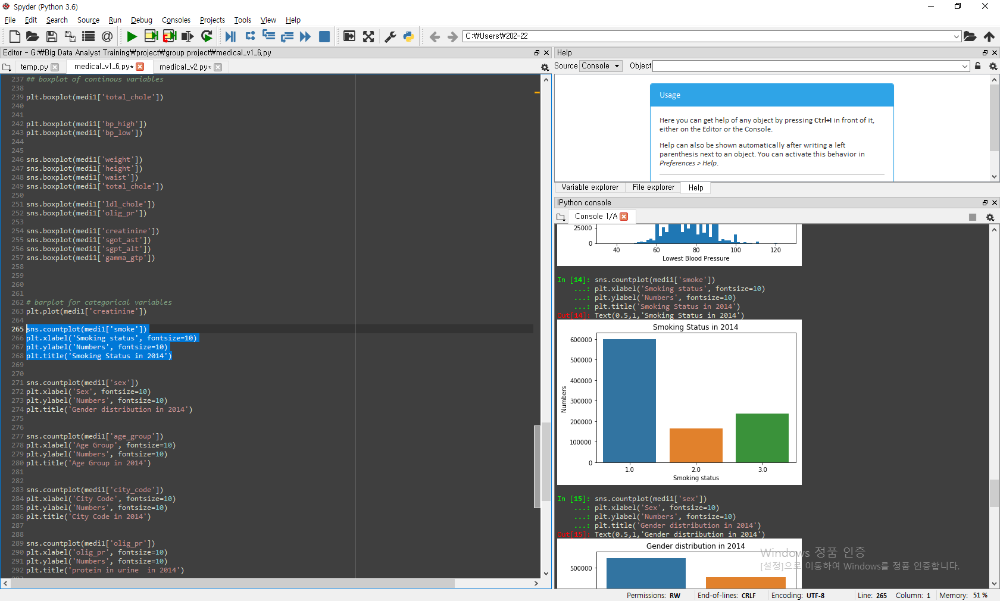 Spyder (Python 3.6)
File Edit Search Source Run Debug Consoles Projects Tools View Help
C:₩Users₩202-22
Editor - G:₩Big Data Analyst Training₩project₩group project₩medical_v1_6.py
temp.py medical_v1_6.py* medical_v2.py*
237 ## boxplot of continous variables
238
239 plt.boxplot(medi1['total_chole'])
240
241
242 plt.boxplot(medi1['bp_high'])
243 plt.boxplot(medi1['bp_low'])
244
245
246 sns.boxplot(medi1['weight'])
247 sns.boxplot(medi1['height'])
248 sns.boxplot(medi1['waist'])
249 sns.boxplot(medi1['total_chole'])
250
251 sns.boxplot(medi1['ldl_chole'])
252 sns.boxplot(medi1['olig_pr'])
253
254 sns.boxplot(medi1['creatinine'])
255 sns.boxplot(medi1['sgot_ast'])
256 sns.boxplot(medi1['sgpt_alt'])
257 sns.boxplot(medi1['gamma_gtp'])
258
259
260
261
262 # barplot for categorical variables
263 plt.plot(medi1['creatinine'])
264
265 sns.countplot(medi1['smoke'])
266 plt.xlabel('Smoking status', fontsize=10)
267 plt.ylabel('Numbers', fontsize=10)
268 plt.title('Smoking Status in 2014')
269
270
271 sns.countplot(medi1['sex'])
272 plt.xlabel('Sex', fontsize=10)
273 plt.ylabel('Numbers', fontsize=10)
274 plt.title('Gender distribution in 2014')
275
276
277 sns.countplot(medi1['age_group'])
278 plt.xlabel('Age Group', fontsize=10)
279 plt.ylabel('Numbers', fontsize=10)
280 plt.title('Age Group in 2014')
281
282
283 sns.countplot(medi1['city_code'])
284 plt.xlabel('City Code', fontsize=10)
285 plt.ylabel('Numbers', fontsize=10)
286 plt.title('City Code in 2014')
287
288
289 sns.countplot(medi1['olig_pr'])
290 plt.xlabel('olig_pr', fontsize=10)
291 plt.ylabel('Numbers', fontsize=10)
292 plt.title('protein in urine  in 2014')
Help
Source Console Object
Usage
Here you can get help of any object by pressing Ctrl+I in front of it,
either on the Editor or the Console.
Help can also be shown automatically after writing a left
parenthesis next to an object. You can activate this behavior in
Preferences > Help.
Variable explorer File explorer Help
IPython console
Console 1/A
25000
0
40 60 80 100 120
Lowest Blood Pressure
In [14]: sns.countplot(medi1['smoke'])
...: plt.xlabel('Smoking status', fontsize=10)
...: plt.ylabel('Numbers', fontsize=10)
...: plt.title('Smoking Status in 2014')
Out[14]: Text(0.5,1,'Smoking Status in 2014')
Smoking Status in 2014
600000
500000
400000
300000
200000
100000
0
Numbers
1.0 2.0 3.0
Smoking status
In [15]: sns.countplot(medi1['sex'])
...: plt.xlabel('Sex', fontsize=10)
...: plt.ylabel('Numbers', fontsize=10)
...: plt.title('Gender distribution in 2014')
Out[15]: Text(0.5,1,'Gender distribution in 2014')
Gender distribution in 2014
500000
Windows 정품 인증
[설정]으로 이동하여 Windows를 정품 인증합니다.
Permissions: RW End-of-lines: CRLF Encoding: UTF-8 Line: 265 Column: 1 Memory: 51 %